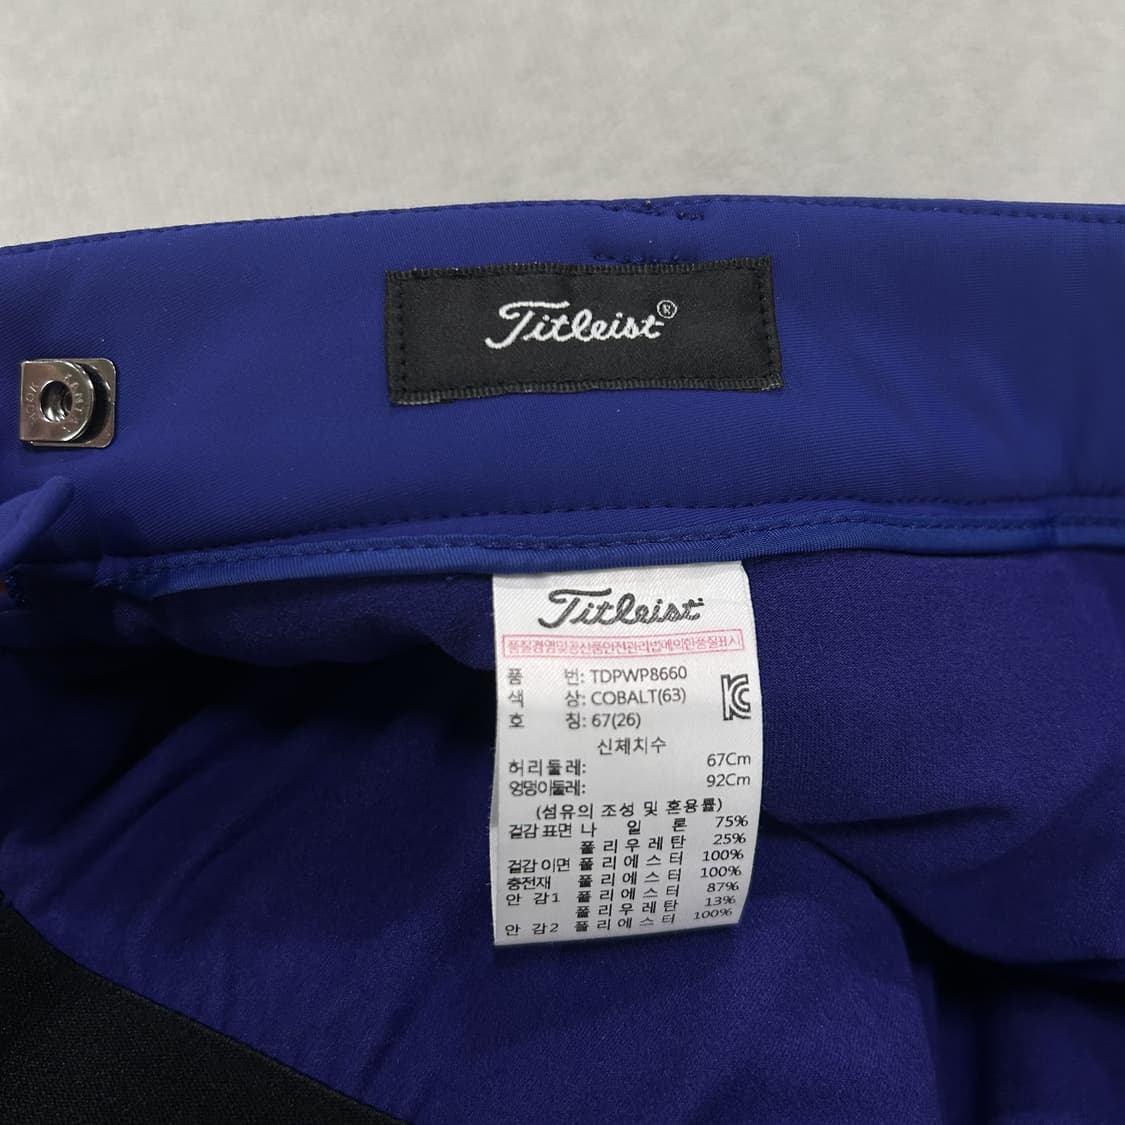 Titleist®
Titleist
품질경영및공산품안전관리법에의한품질표시
품 번: TDPWP8660
색 상: COBALT(63)
호 칭: 67(26)
신체치수
허리둘레: 67Cm
엉덩이둘레: 92Cm
(섬유의 조성 및 혼용률)
겉감 표면 나 일 론 75%
폴 리 우 레 탄 25%
겉감 이면 폴 리 에 스 터 100%
충전재 폴 리 에 스 터 100%
안 감1 폴 리 에 스 터 87%
폴 리 우 레 탄 13%
안 감2 폴 리 에 스 터 100%